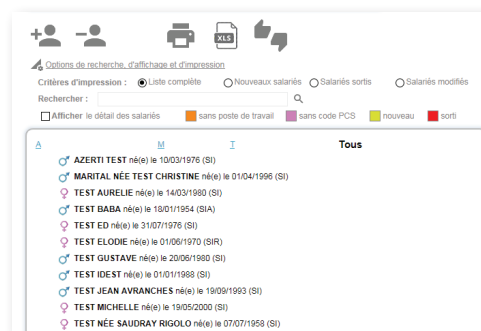 XLS
Options de recherche, d'affichage et d'impression
Critères d'impression : Liste complète Nouveaux salariés Salariés sortis Salariés modifiés
Rechercher :
Afficher le détail des salariés sans poste de travail sans code PCS nouveau sorti
A M T Tous
AZERTI TEST né(e) le 10/03/1976 (SI)
MARITAL NÉE TEST CHRISTINE né(e) le 01/04/1996 (SI)
TEST AURELIE né(e) le 14/03/1980 (SI)
TEST BABA né(e) le 18/01/1954 (SIA)
TEST ED né(e) le 31/07/1976 (SI)
TEST ELODIE né(e) le 01/06/1970 (SIR)
TEST GUSTAVE né(e) le 20/06/1980 (SI)
TEST IDEST né(e) le 01/01/1988 (SI)
TEST JEAN AVRANCHES né(e) le 19/09/1993 (SI)
TEST MICHELLE né(e) le 19/05/2000 (SI)
TEST NÉE SAUDRAY RIGOLO né(e) le 07/07/1958 (SI)